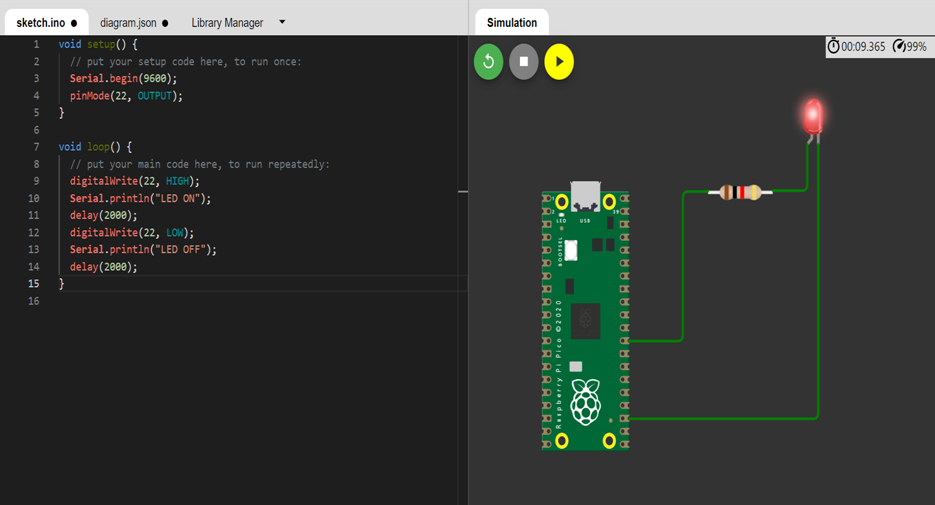 sketch.ino ● diagram.json ● Library Manager
Simulation
1 void setup() {
2 // put your setup code here, to run once:
3 Serial.begin(9600);
4 pinMode(22, OUTPUT);
5 }
6
7 void loop() {
8 // put your main code here, to run repeatedly:
9 digitalWrite(22, HIGH);
10 Serial.println("LED ON");
11 delay(2000);
12 digitalWrite(22, LOW);
13 Serial.println("LED OFF");
14 delay(2000);
15 }
16
00:09.365 99%
LED USB
BOOTSEL
Raspberry Pi Pico ©2020